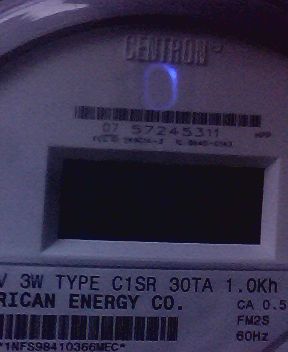 CENTRON®
07 57245311
V 3W TYPE C1SR 30TA 1.0Kh
RICAN ENERGY CO.
CA 0.5
FM2S
60Hz
*1NFS98410366MEC*